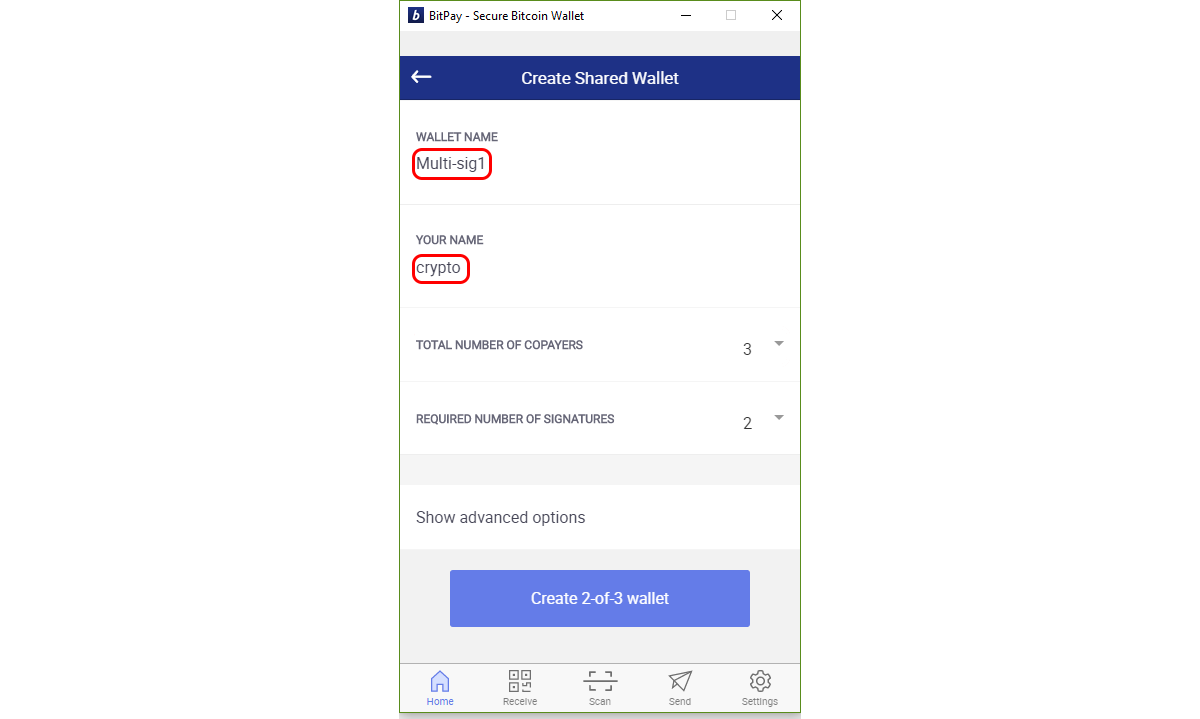 b BitPay - Secure Bitcoin Wallet
Create Shared Wallet
WALLET NAME
Multi-sig1
YOUR NAME
crypto
TOTAL NUMBER OF COPAYERS 3
REQUIRED NUMBER OF SIGNATURES 2
Show advanced options
Create 2-of-3 wallet
Home Receive Scan Send Settings